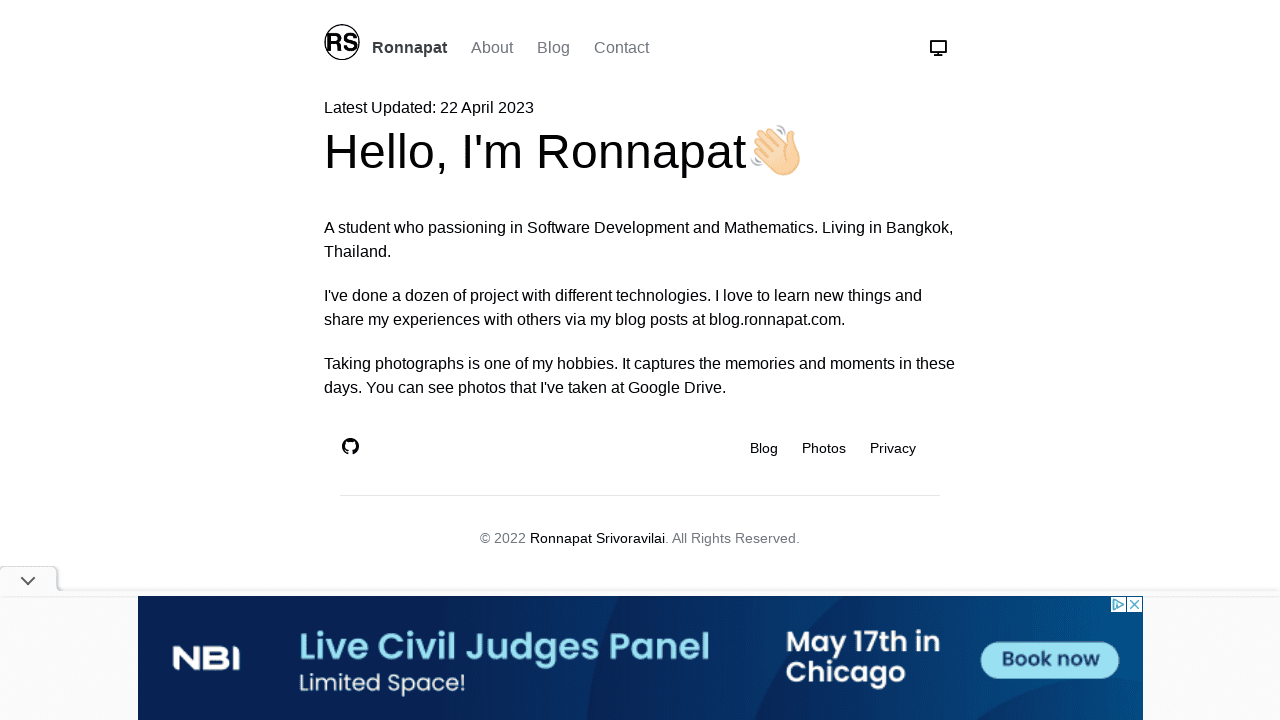 RS Ronnapat About Blog Contact
Latest Updated: 22 April 2023
Hello, I'm Ronnapat
A student who passioning in Software Development and Mathematics. Living in Bangkok,
Thailand.
I've done a dozen of project with different technologies. I love to learn new things and
share my experiences with others via my blog posts at blog.ronnapat.com.
Taking photographs is one of my hobbies. It captures the memories and moments in these
days. You can see photos that I've taken at Google Drive.
Blog Photos Privacy
© 2022 Ronnapat Srivoravilai. All Rights Reserved.
NBI
Live Civil Judges Panel
Limited Space!
May 17th in
Chicago
Book now